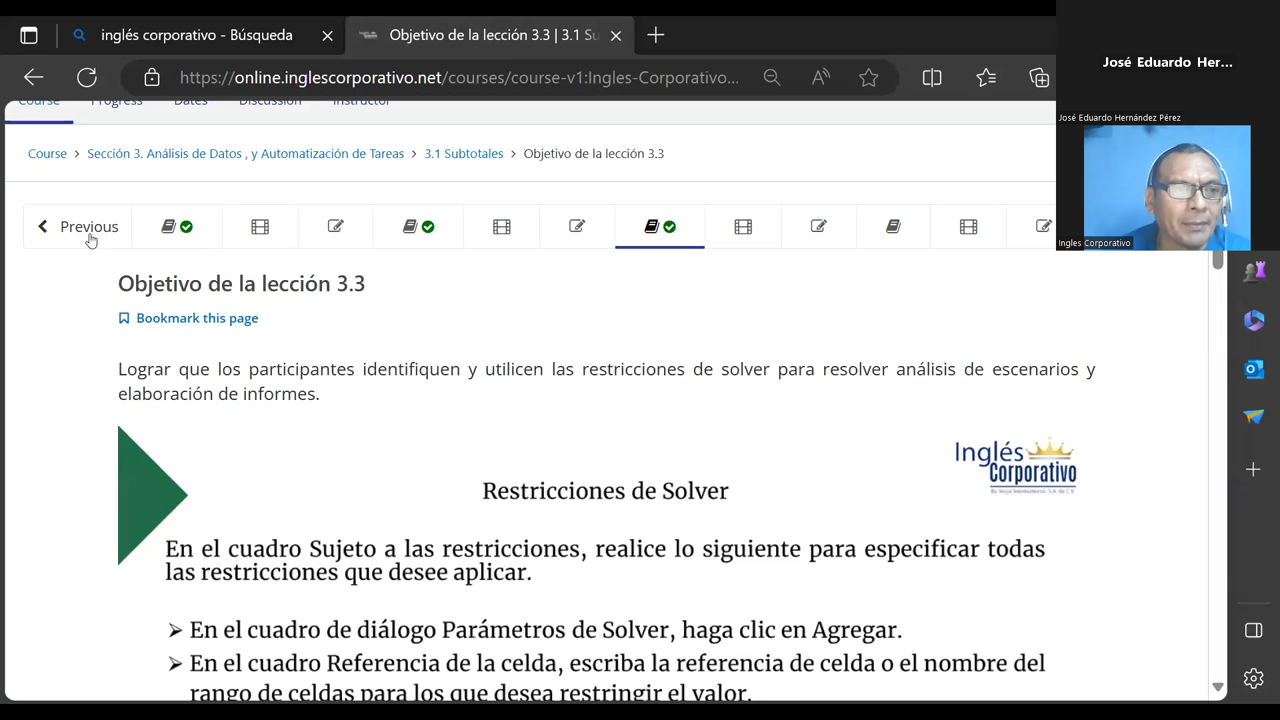 inglés corporativo - Búsqueda
Objetivo de la lección 3.3 | 3.1 Su
https://online.inglescorporativo.net/courses/course-v1:Ingles-Corporativo...
José Eduardo Her...
José Eduardo Hernández Pérez
Ingles Corporativo
Course Progress Dates Discussion Instructor
Course > Sección 3. Análisis de Datos , y Automatización de Tareas > 3.1 Subtotales > Objetivo de la lección 3.3
Previous
Objetivo de la lección 3.3
Bookmark this page
Lograr que los participantes identifiquen y utilicen las restricciones de solver para resolver análisis de escenarios y
elaboración de informes.
Inglés
Corporativo
Restricciones de Solver
En el cuadro Sujeto a las restricciones, realice lo siguiente para especificar todas
las restricciones que desee aplicar.
➢ En el cuadro de diálogo Parámetros de Solver, haga clic en Agregar.
➢ En el cuadro Referencia de la celda, escriba la referencia de celda o el nombre del
rango de celdas para los que desea restringir el valor.